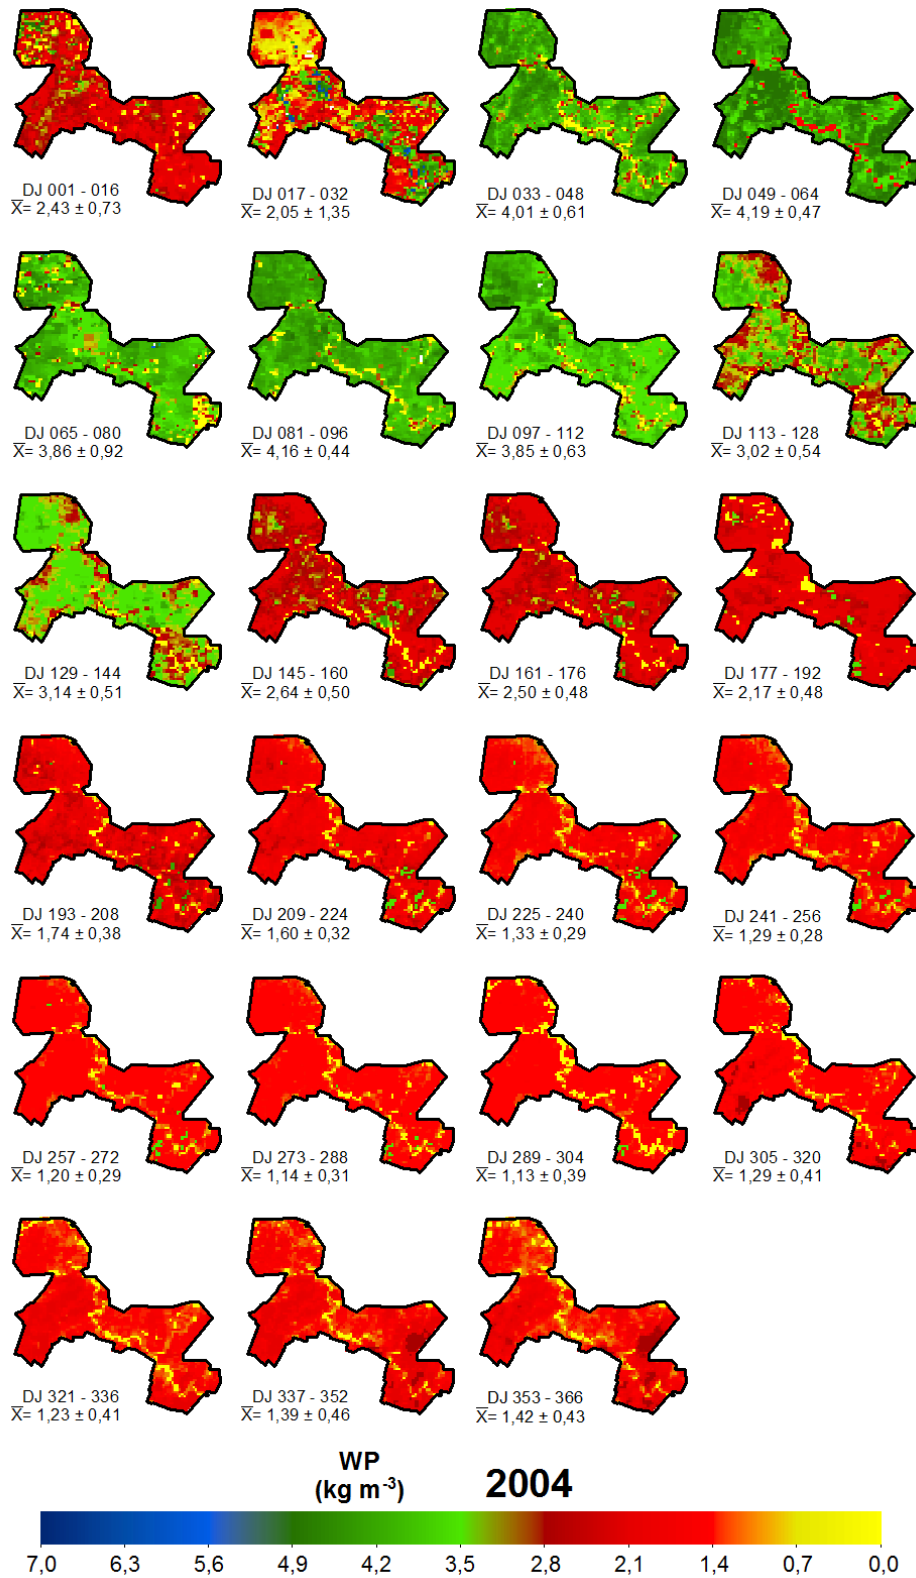 DJ 001 - 016
X= 2,43 ± 0,73
DJ 017 - 032
X= 2,05 ± 1,35
DJ 033 - 048
X= 4,01 ± 0,61
DJ 049 - 064
X= 4,19 ± 0,47
DJ 065 - 080
X= 3,86 ± 0,92
DJ 081 - 096
X= 4,16 ± 0,44
DJ 097 - 112
X= 3,85 ± 0,63
DJ 113 - 128
X= 3,02 ± 0,54
DJ 129 - 144
X= 3,14 ± 0,51
DJ 145 - 160
X= 2,64 ± 0,50
DJ 161 - 176
X= 2,50 ± 0,48
DJ 177 - 192
X= 2,17 ± 0,48
DJ 193 - 208
X= 1,74 ± 0,38
DJ 209 - 224
X= 1,60 ± 0,32
DJ 225 - 240
X= 1,33 ± 0,29
DJ 241 - 256
X= 1,29 ± 0,28
DJ 257 - 272
X= 1,20 ± 0,29
DJ 273 - 288
X= 1,14 ± 0,31
DJ 289 - 304
X= 1,13 ± 0,39
DJ 305 - 320
X= 1,29 ± 0,41
DJ 321 - 336
X= 1,23 ± 0,41
DJ 337 - 352
X= 1,39 ± 0,46
DJ 353 - 366
X= 1,42 ± 0,43
WP
(kg m⁻³)
2004
7,0 6,3 5,6 4,9 4,2 3,5 2,8 2,1 1,4 0,7 0,0